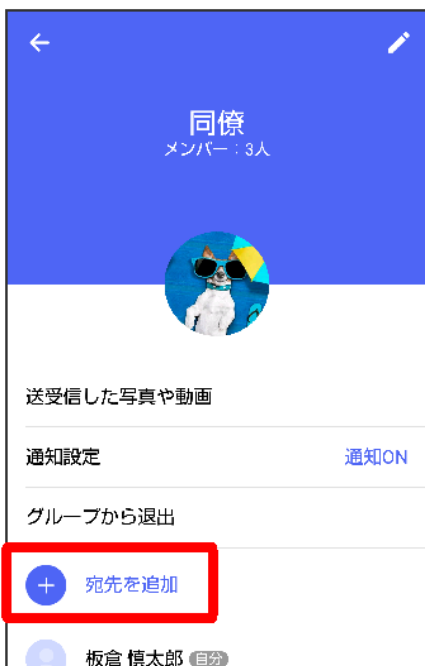 同僚
メンバー：3人
送受信した写真や動画
通知設定 通知ON
グループから退出
宛先を追加
板倉 慎太郎 自分